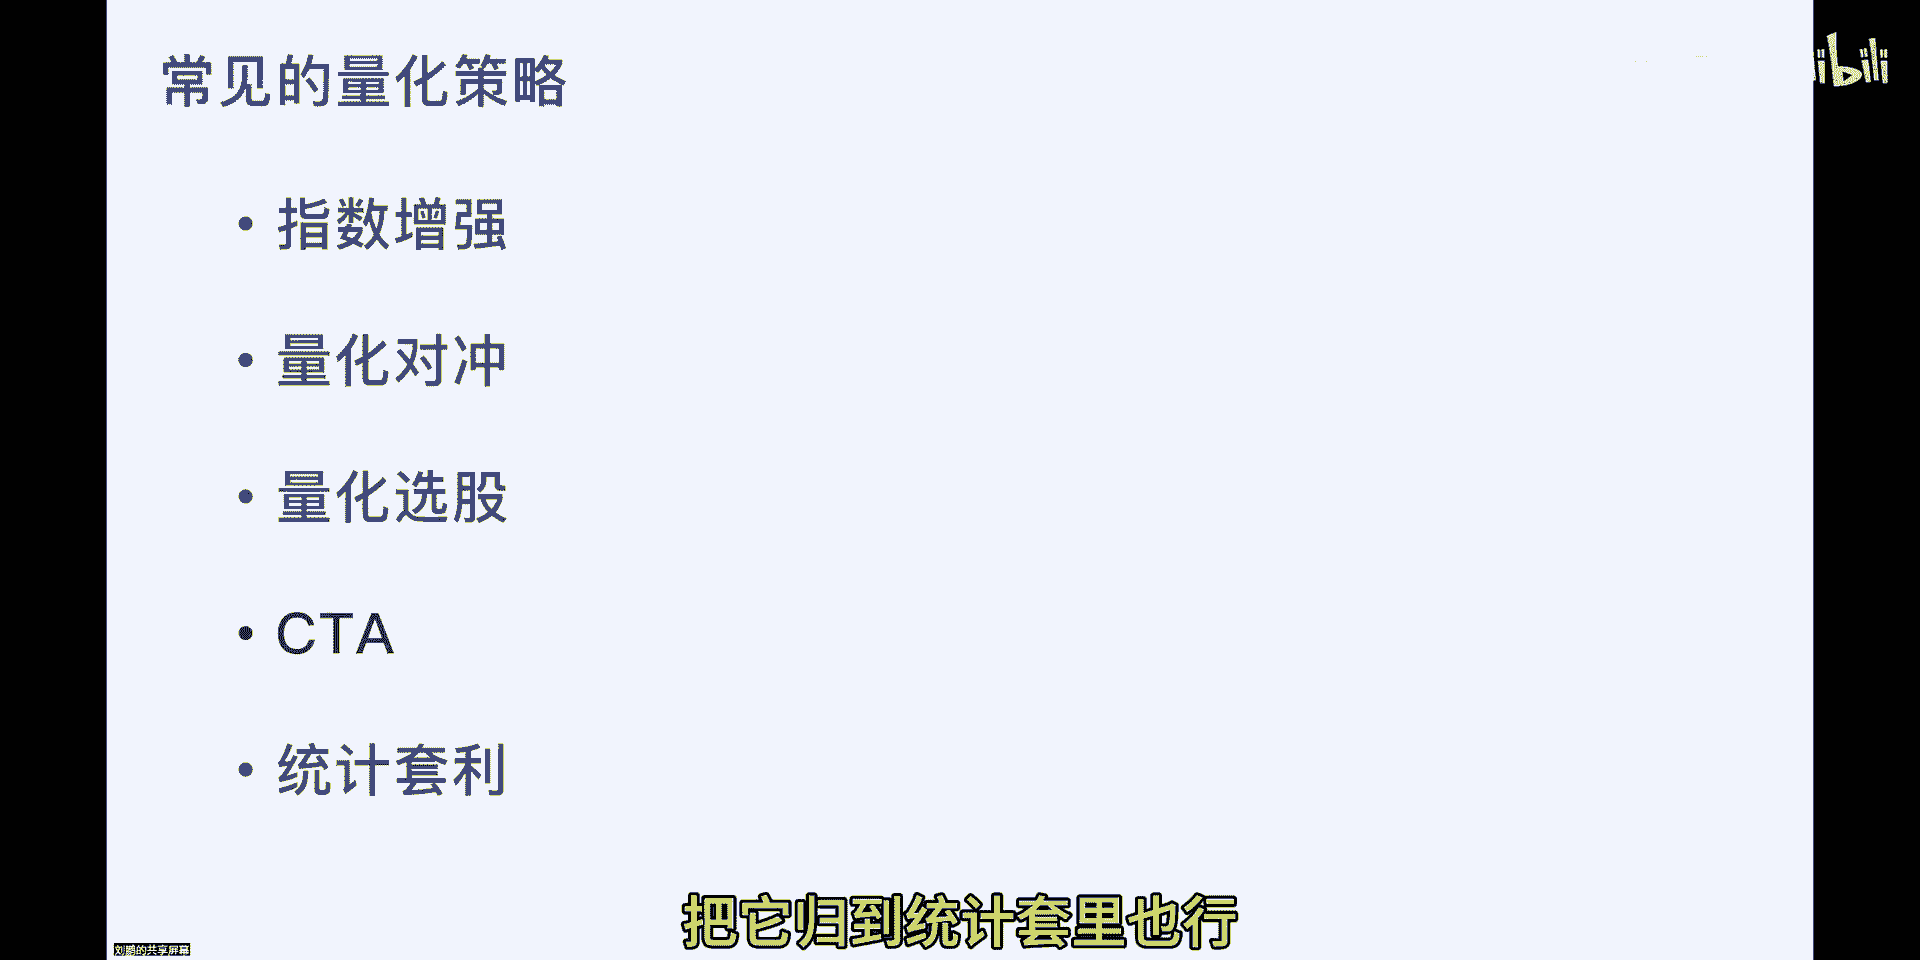 常见的量化策略
ibili
• 指数增强
• 量化对冲
• 量化选股
• CTA
• 统计套利
把它归到统计套里也行
刘鹏的共享屏幕